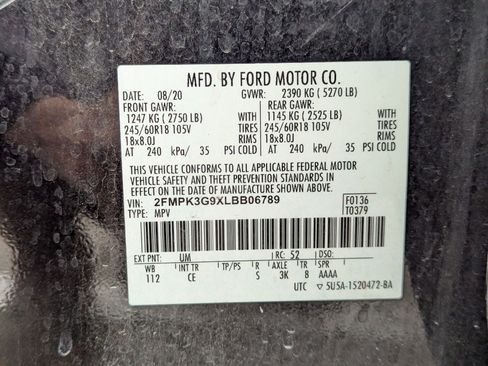 MFD. BY FORD MOTOR CO.
DATE: 08/20 GVWR: 2390 KG ( 5270 LB)
FRONT GAWR: REAR GAWR:
1247 KG ( 2750 LB) WITH 1145 KG ( 2525 LB) WITH
245/60R18 105V TIRES 245/60R18 105V TIRES
18x8.0J RIMS 18x8.0J RIMS
AT 240 kPa/ 35 PSI COLD AT 240 kPa/ 35 PSI COLD
THIS VEHICLE CONFORMS TO ALL APPLICABLE FEDERAL MOTOR
VEHICLE SAFETY AND THEFT PREVENTION STANDARDS IN
EFFECT ON THE DATE OF MANUFACTURE SHOWN ABOVE.
VIN: 2FMPK3G9XLBB06789 F0136
TYPE: MPV T0379
EXT PNT: UM RC: 52 DSO:
WB INT TR TP/PS R AXLE TR SPR
112 CE S 3K 8 AAAA
UTC ▽ 5U5A-1520472-BA